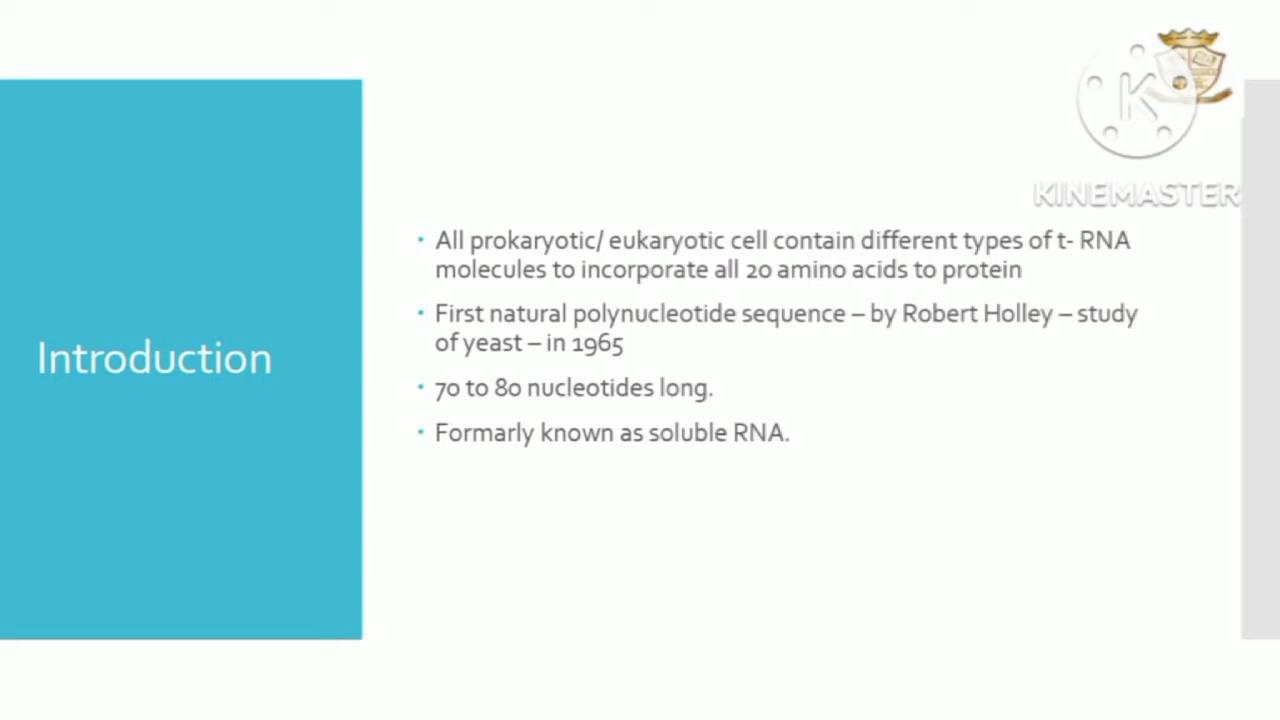 KINEMASTER
• All prokaryotic/ eukaryotic cell contain different types of t- RNA
molecules to incorporate all 20 amino acids to protein
• First natural polynucleotide sequence – by Robert Holley – study
of yeast – in 1965
Introduction
• 70 to 80 nucleotides long.
• Formarly known as soluble RNA.